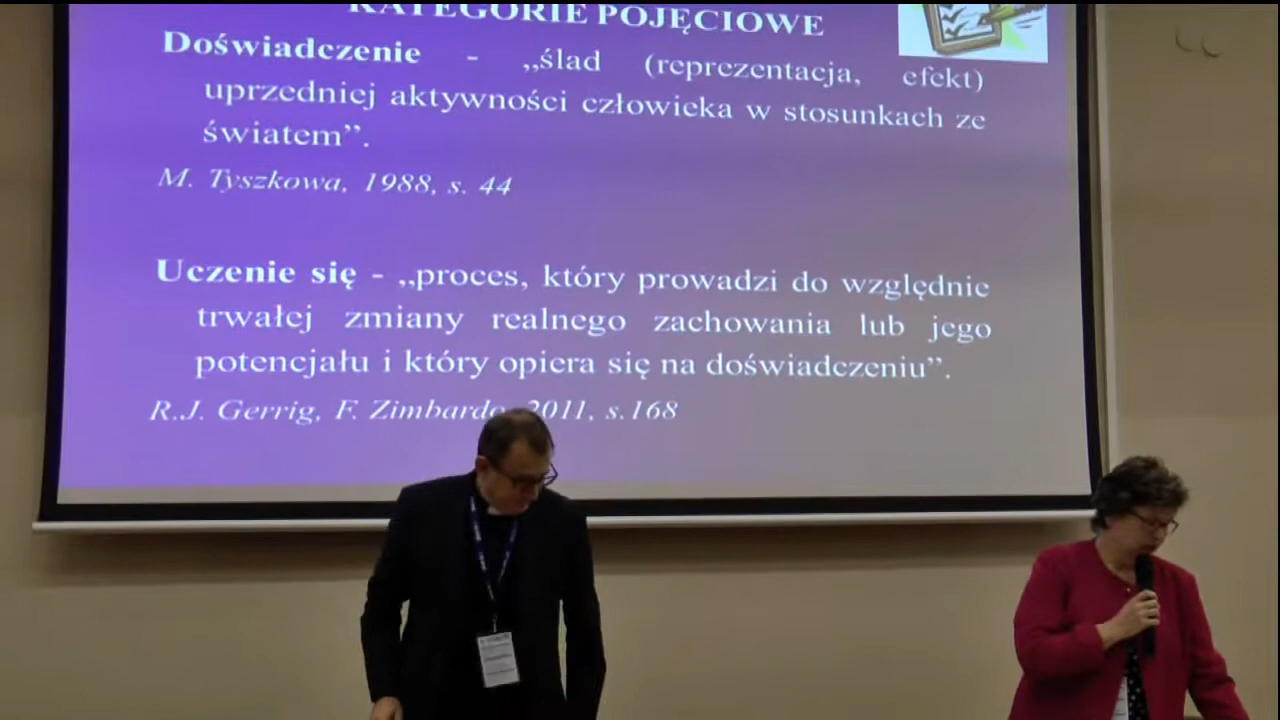 KATEGORIE POJĘCIOWE
Doświadczenie - „ślad (reprezentacja, efekt)
uprzedniej aktywności człowieka w stosunkach ze
światem”.
M. Tyszkowa, 1988, s. 44
Uczenie się - „proces, który prowadzi do względnie
trwałej zmiany realnego zachowania lub jego
potencjału i który opiera się na doświadczeniu”.
R.J. Gerrig, F. Zimbardo, 2011, s.168